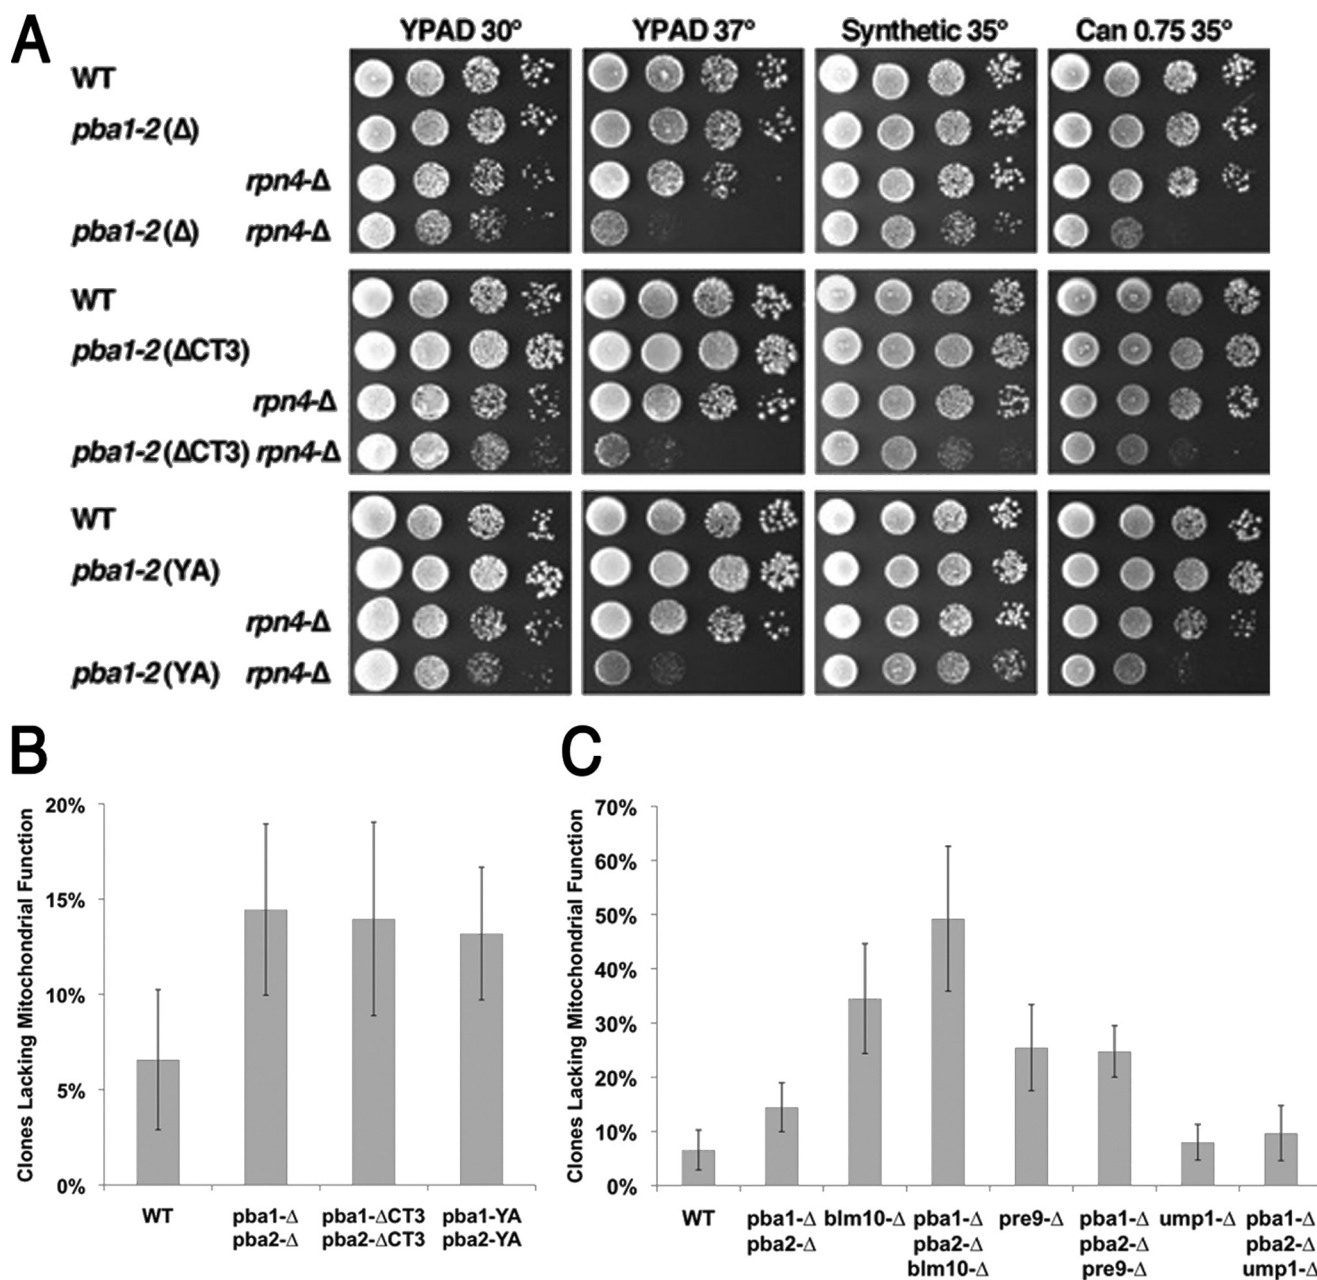 A
YPAD 30° YPAD 37° Synthetic 35° Can 0.75 35°
WT
pba1-2 (Δ)
rpn4-Δ
pba1-2 (Δ) rpn4-Δ
WT
pba1-2 (ΔCT3)
rpn4-Δ
pba1-2 (ΔCT3) rpn4-Δ
WT
pba1-2 (YA)
rpn4-Δ
pba1-2 (YA) rpn4-Δ
B
Clones Lacking Mitochondrial Function
20%
15%
10%
5%
0%
WT pba1-Δ pba1-ΔCT3 pba1-YA
pba2-Δ pba2-ΔCT3 pba2-YA
C
Clones Lacking Mitochondrial Function
70%
60%
50%
40%
30%
20%
10%
0%
WT pba1-Δ blm10-Δ pba1-Δ pre9-Δ pba1-Δ ump1-Δ pba1-Δ
pba2-Δ pba2-Δ pba2-Δ pba2-Δ
blm10-Δ pre9-Δ ump1-Δ